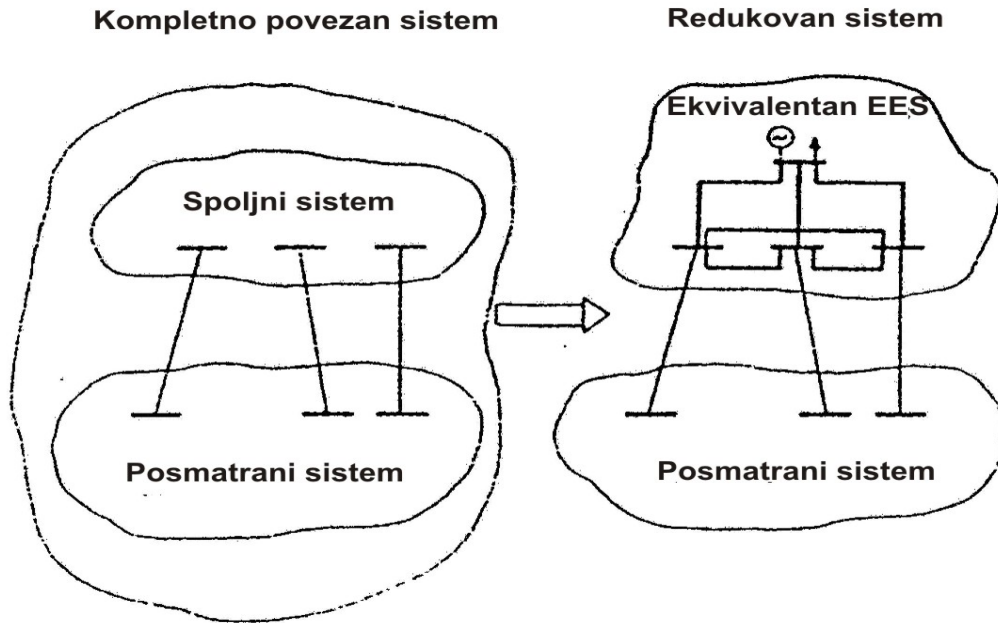 Kompletno povezan sistem
Spoljni sistem
Posmatrani sistem
Redukovan sistem
Ekvivalentan EES
~
Posmatrani sistem